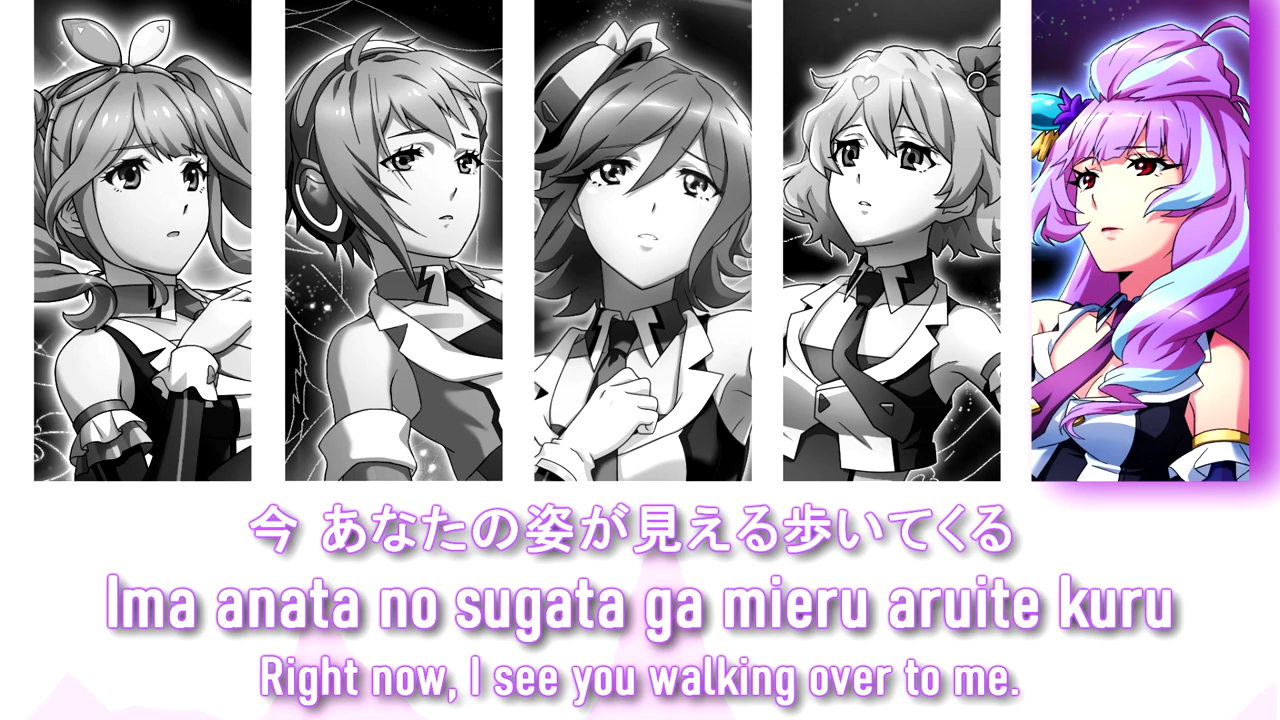 今 あなたの姿が見える歩いてくる
Ima anata no sugata ga mieru aruite kuru
Right now, I see you walking over to me.